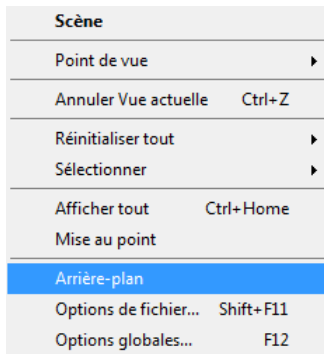 Scène
Point de vue
Annuler Vue actuelle Ctrl+Z
Réinitialiser tout
Sélectionner
Afficher tout Ctrl+Home
Mise au point
Arrière-plan
Options de fichier... Shift+F11
Options globales... F12